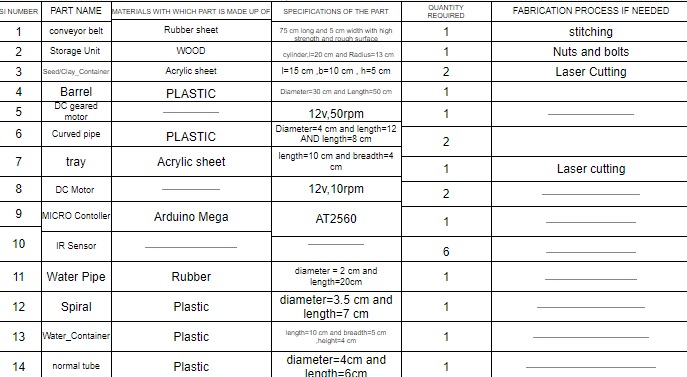 SI NUMBER PART NAME MATERIALS WITH WHICH PART IS MADE UP OF SPECIFICATIONS OF THE PART QUANTITY REQUIRED FABRICATION PROCESS IF NEEDED
1 conveyor belt Rubber sheet 75 cm long and 5 cm width with high strength and rough surface 1 stitching
2 Storage Unit WOOD cylinder,l=20 cm and Radius=13 cm 1 Nuts and bolts
3 Seed/Clay_Container Acrylic sheet l=15 cm ,b=10 cm , h=5 cm 2 Laser Cutting
4 Barrel PLASTIC Diameter=30 cm and Length=50 cm 1
5 DC geared motor 12v,50rpm 1
6 Curved pipe PLASTIC Diameter=4 cm and length=12 AND length=8 cm 2
7 tray Acrylic sheet length=10 cm and breadth=4 cm 1 Laser cutting
8 DC Motor 12v,10rpm 2
9 MICRO Contoller Arduino Mega AT2560 1
10 IR Sensor 6
11 Water Pipe Rubber diameter = 2 cm and length=20cm 1
12 Spiral Plastic diameter=3.5 cm and length=7 cm 1
13 Water_Container Plastic length=10 cm and breadth=5 cm ,height=4 cm 1
14 normal tube Plastic diameter=4cm and length=6cm 1